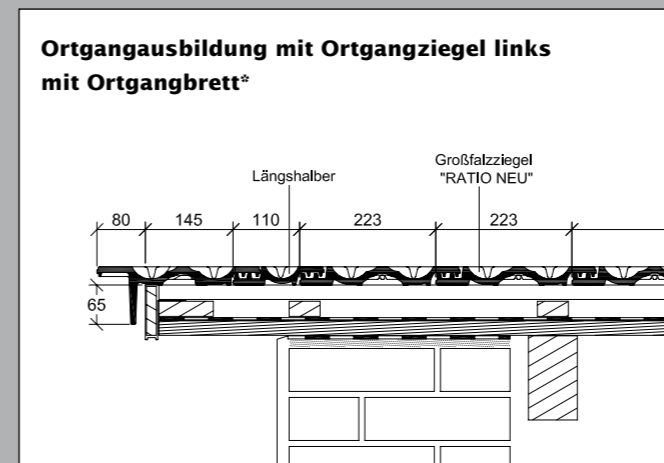 Ortgangausbildung mit Ortgangziegel links
mit Ortgangbrett*
Großfalzziegel
"RATIO NEU"
Längshalber
80 145 110 223 223
65